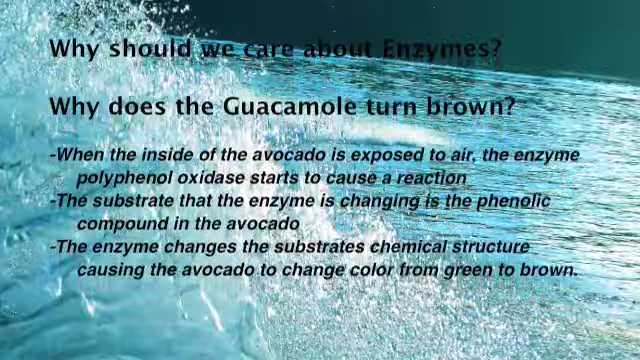 Why should we care about Enzymes?
Why does the Guacamole turn brown?
-When the inside of the avocado is exposed to air, the enzyme
polyphenol oxidase starts to cause a reaction
-The substrate that the enzyme is changing is the phenolic
compound in the avocado
-The enzyme changes the substrates chemical structure
causing the avocado to change color from green to brown.